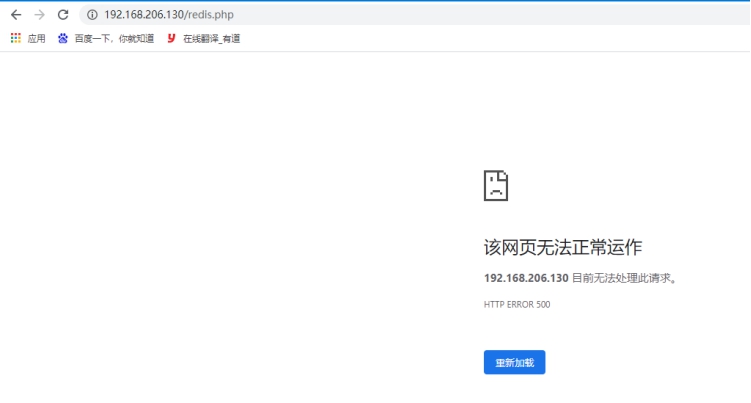 192.168.206.130/redis.php
应用 百度一下，你就知道 在线翻译_有道
该网页无法正常运作
192.168.206.130 目前无法处理此请求。
HTTP ERROR 500
重新加载